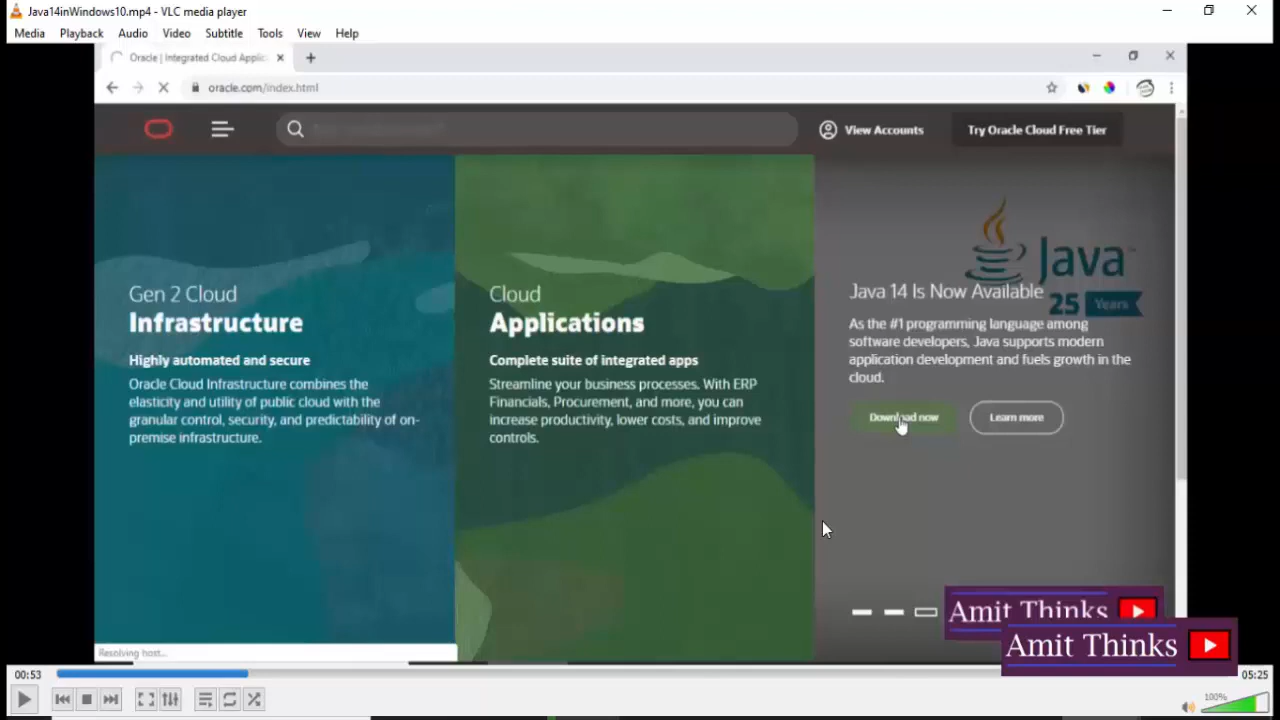 Java14inWindows10.mp4 - VLC media player
Media Playback Audio Video Subtitle Tools View Help
Oracle | Integrated Cloud Applic
oracle.com/index.html
View Accounts
Try Oracle Cloud Free Tier
Gen 2 Cloud
Infrastructure
Highly automated and secure
Oracle Cloud Infrastructure combines the
elasticity and utility of public cloud with the
granular control, security, and predictability of on-
premise infrastructure.
Cloud
Applications
Complete suite of integrated apps
Streamline your business processes. With ERP
Financials, Procurement, and more, you can
increase productivity, lower costs, and improve
controls.
Java
25 Years
Java 14 Is Now Available
As the #1 programming language among
software developers, Java supports modern
application development and fuels growth in the
cloud.
Download now
Learn more
Amit Thinks
Amit Thinks
Resolving host...
00:53
05:25
100%